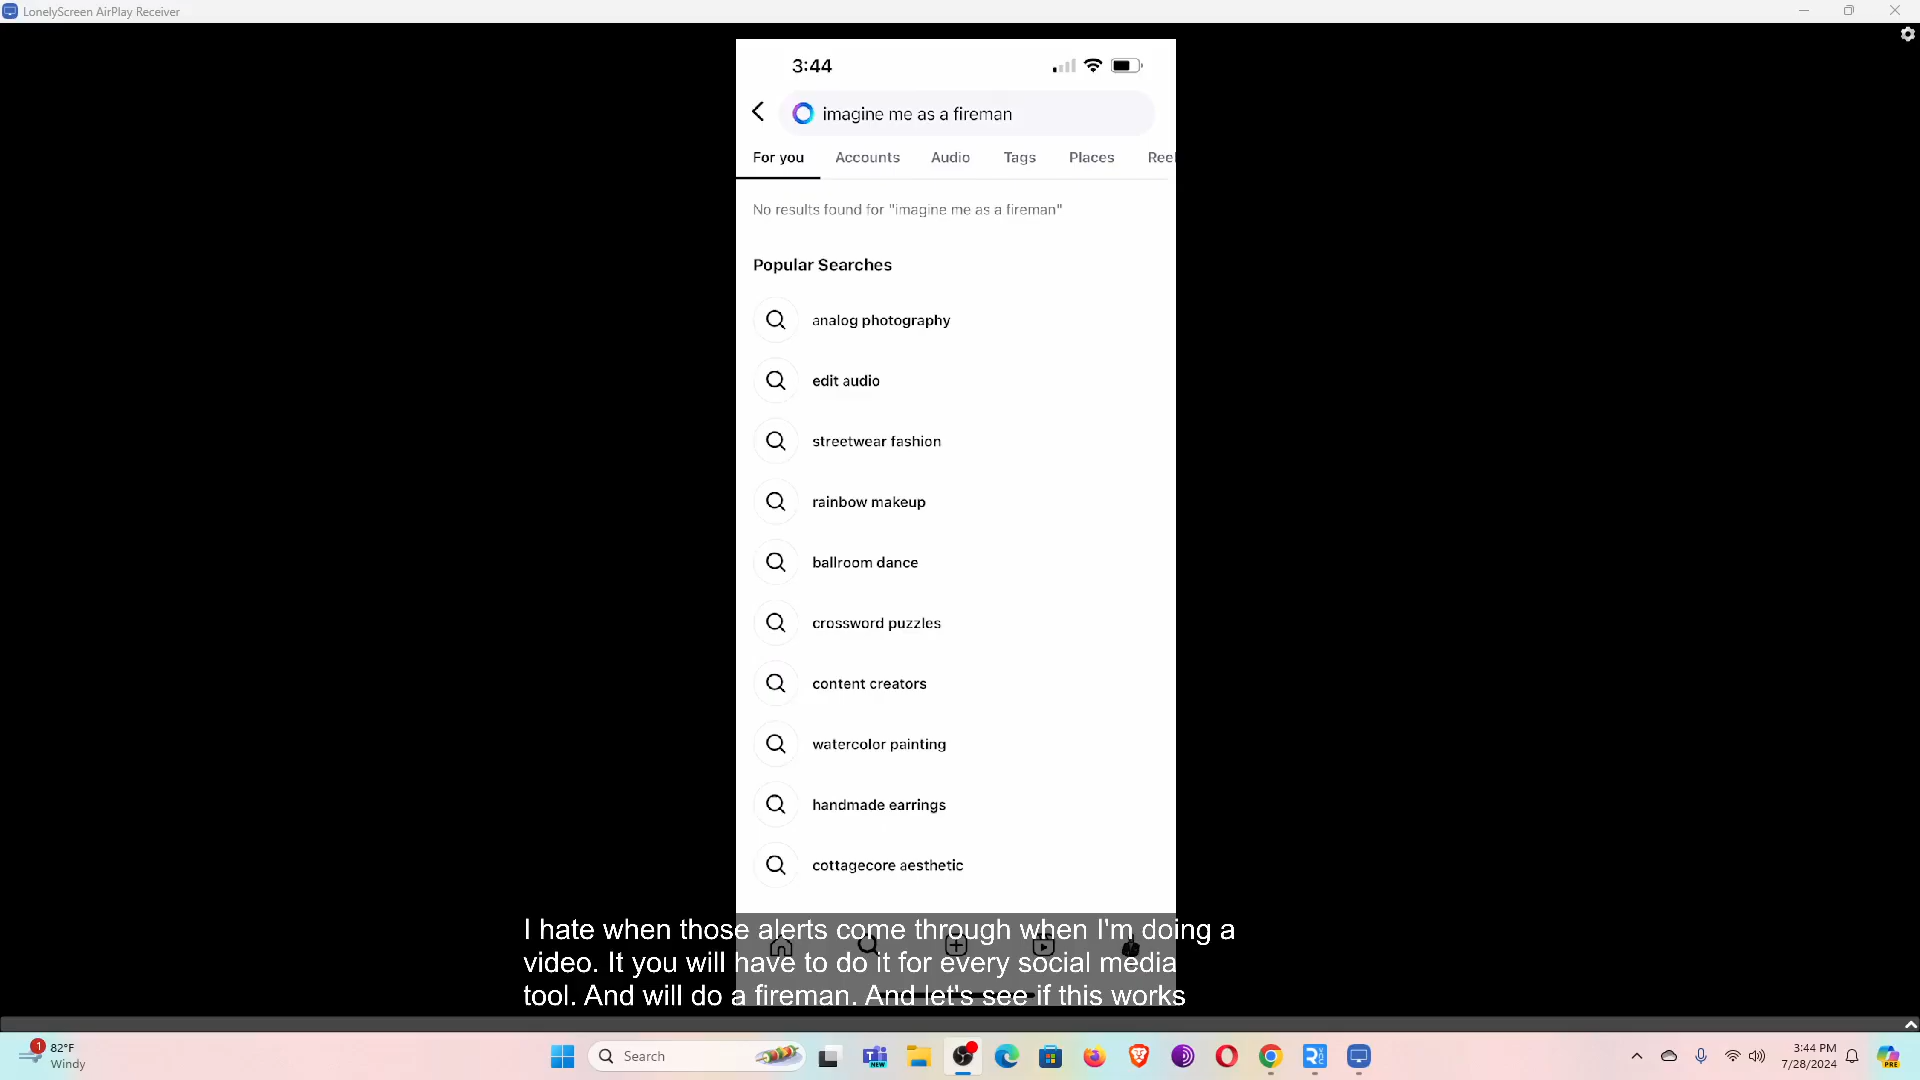 LonelyScreen AirPlay Receiver
3:44
imagine me as a fireman
For you Accounts Audio Tags Places Reel
No results found for "imagine me as a fireman"
Popular Searches
analog photography
edit audio
streetwear fashion
rainbow makeup
ballroom dance
crossword puzzles
content creators
watercolor painting
handmade earrings
cottagecore aesthetic
I hate when those alerts come through when I'm doing a
video. It you will have to do it for every social media
tool. And will do a fireman. And let's see if this works
1 82°F
Windy
Search
NEW
PRE
3:44 PM
7/28/2024